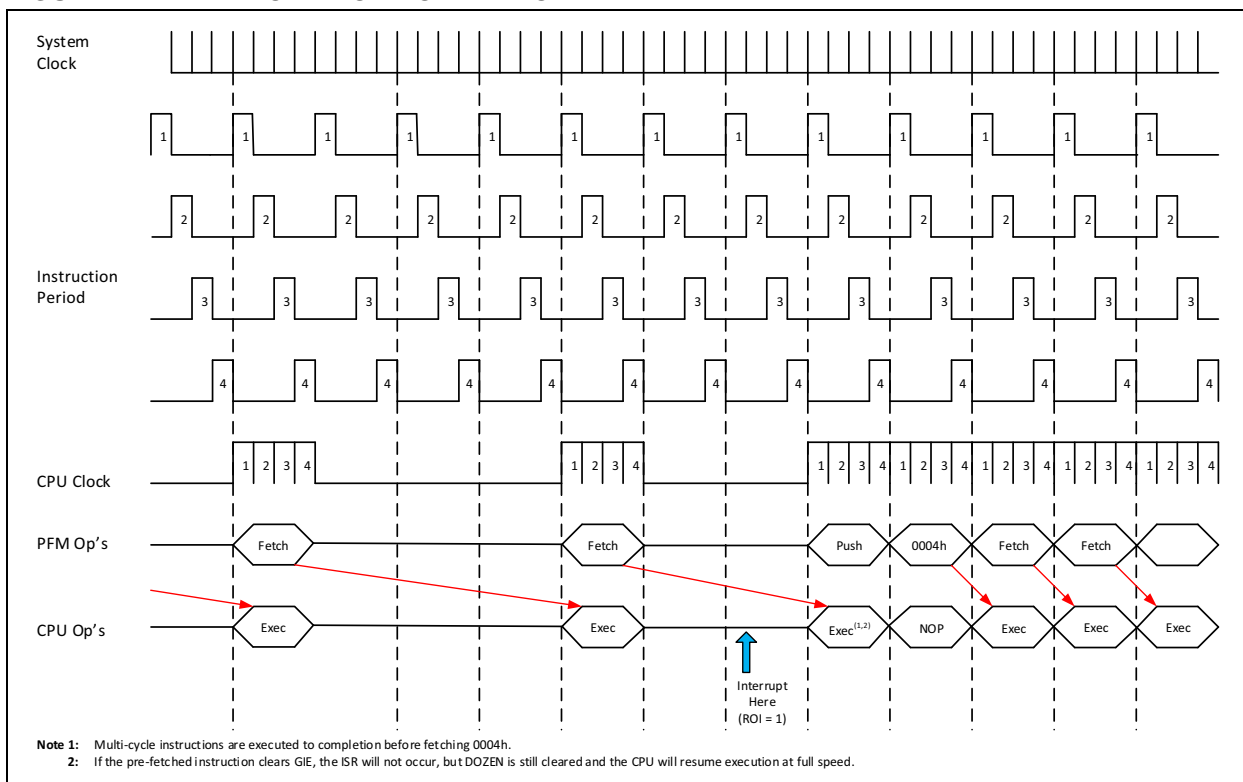 System
Clock
1 1 1 1 1 1 1 1 1 1 1 1 1
2 2 2 2 2 2 2 2 2 2 2 2 2
Instruction
Period
3 3 3 3 3 3 3 3 3 3 3 3 3
4 4 4 4 4 4 4 4 4 4 4 4 4
CPU Clock 1 2 3 4 1 2 3 4 1 2 3 4 1 2 3 4 1 2 3 4 1 2 3 4 1 2 3 4
PFM Op's Fetch Fetch Push 0004h Fetch Fetch
CPU Op's Exec Exec Exec(1,2) NOP Exec Exec Exec
Interrupt
Here
(ROI = 1)
Note 1: Multi-cycle instructions are executed to completion before fetching 0004h.
2: If the pre-fetched instruction clears GIE, the ISR will not occur, but DOZEN is still cleared and the CPU will resume execution at full speed.